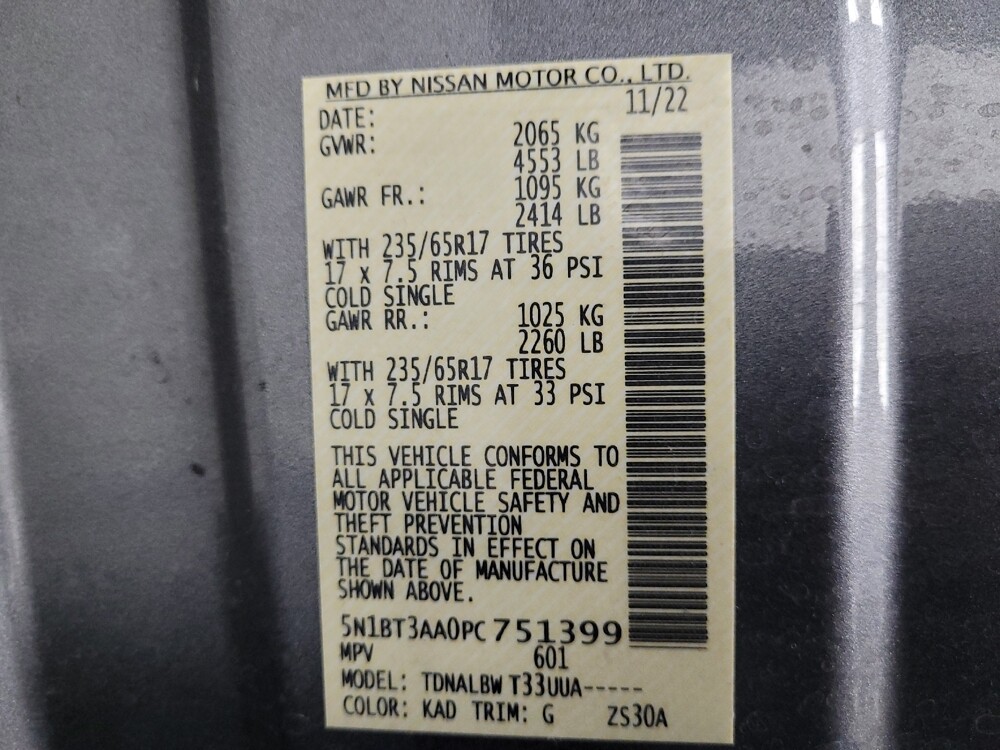 MFD BY NISSAN MOTOR CO., LTD.
DATE: 11/22
GVWR: 2065 KG
4553 LB
GAWR FR.: 1095 KG
2414 LB
WITH 235/65R17 TIRES
17 x 7.5 RIMS AT 36 PSI
COLD SINGLE
GAWR RR.: 1025 KG
2260 LB
WITH 235/65R17 TIRES
17 x 7.5 RIMS AT 33 PSI
COLD SINGLE
THIS VEHICLE CONFORMS TO
ALL APPLICABLE FEDERAL
MOTOR VEHICLE SAFETY AND
THEFT PREVENTION
STANDARDS IN EFFECT ON
THE DATE OF MANUFACTURE
SHOWN ABOVE.
5N1BT3AA0PC751399
MPV 601
MODEL: TDNALBW T33UUA-----
COLOR: KAD TRIM: G ZS30A